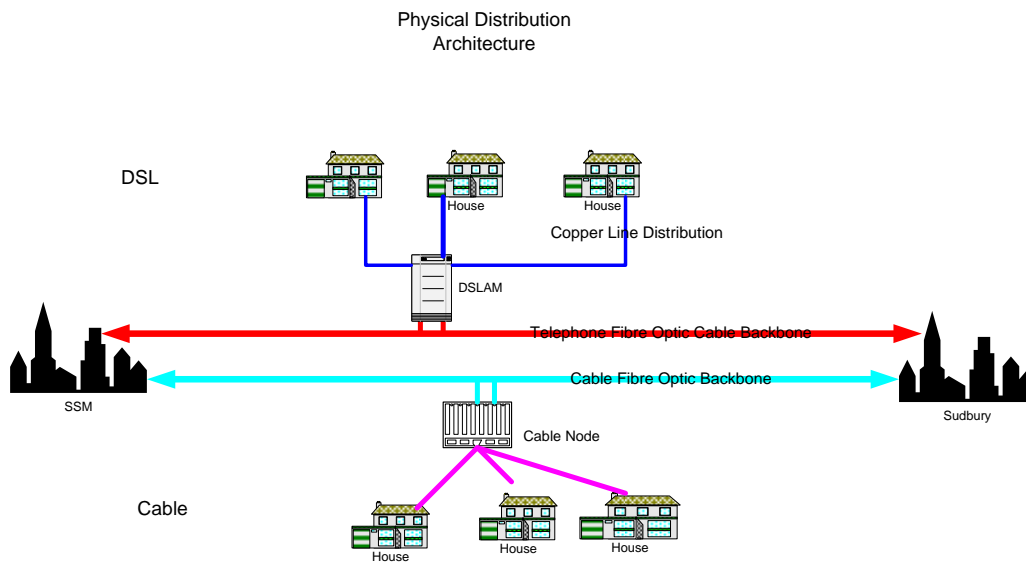 Physical Distribution
Architecture
DSL
House
House
Copper Line Distribution
DSLAM
Telephone Fibre Optic Cable Backbone
Cable Fibre Optic Backbone
SSM
Sudbury
Cable Node
Cable
House
House
House